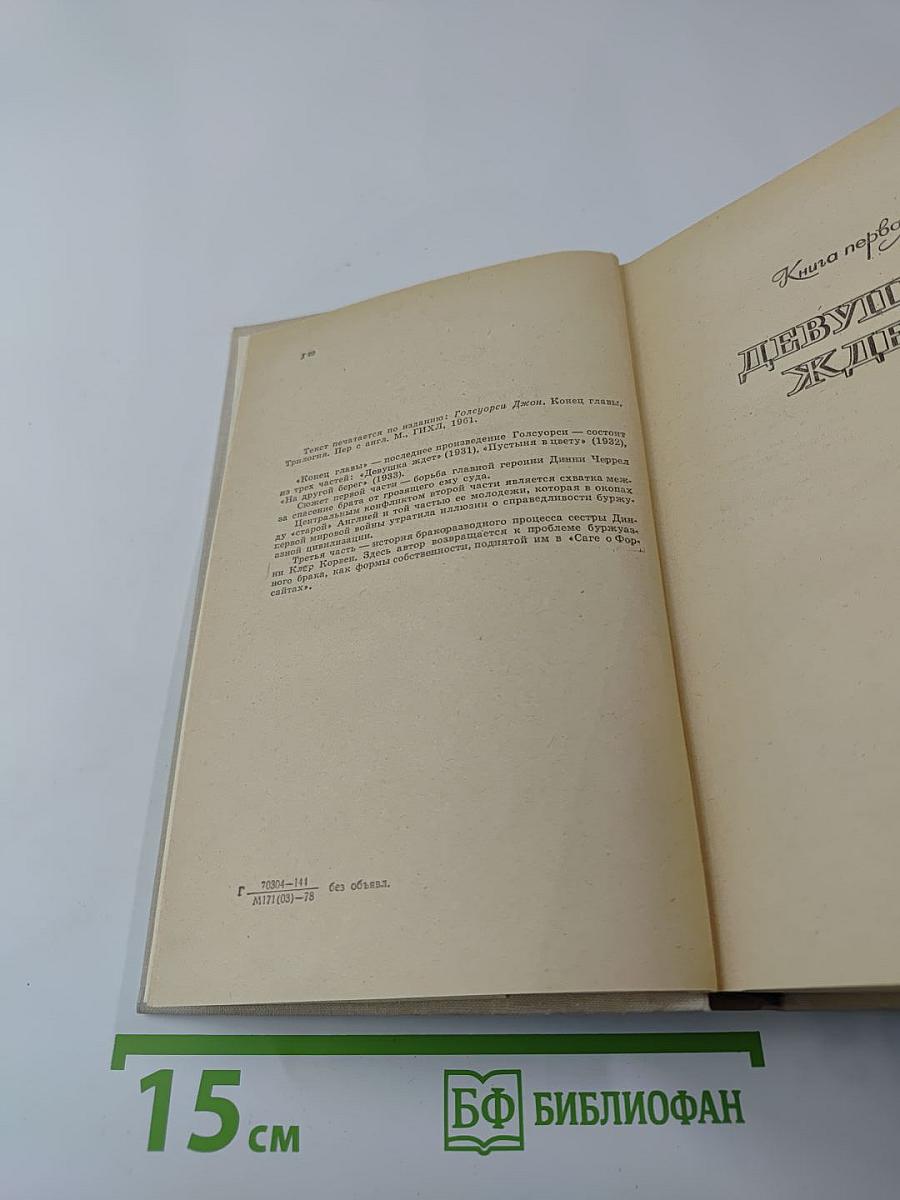 Текст печатается по изданию: Голсуорси Джон. Конец главы.
Трилогия. Пер с англ. М., ГИХЛ, 1961.
«Конец главы» — последнее произведение Голсуорси — состоит
из трех частей: «Девушка ждет» (1931), «Пустыня в цвету» (1932),
«На другой берег» (1933).
Сюжет первой части — борьба главной героини Динни Черрел
за спасение брата от грозящего ему суда.
Центральным конфликтом второй части является схватка меж-
ду «старой» Англией и той частью ее молодежи, которая в окопах
первой мировой войны утратила иллюзии о справедливости буржу-
азной цивилизации.
Третья часть — история бракоразводного процесса сестры Дин-
ни Клер Корвен. Здесь автор возвращается к проблеме буржуаз-
ного брака, как формы собственности, поднятой им в «Саге о Фор-
сайтах».
Г 70304—141
М171(03)—78 без объявл.
Книга перво
ДЕВУШ
ЖДЕ
15 см
БФ БИБЛИОФАН